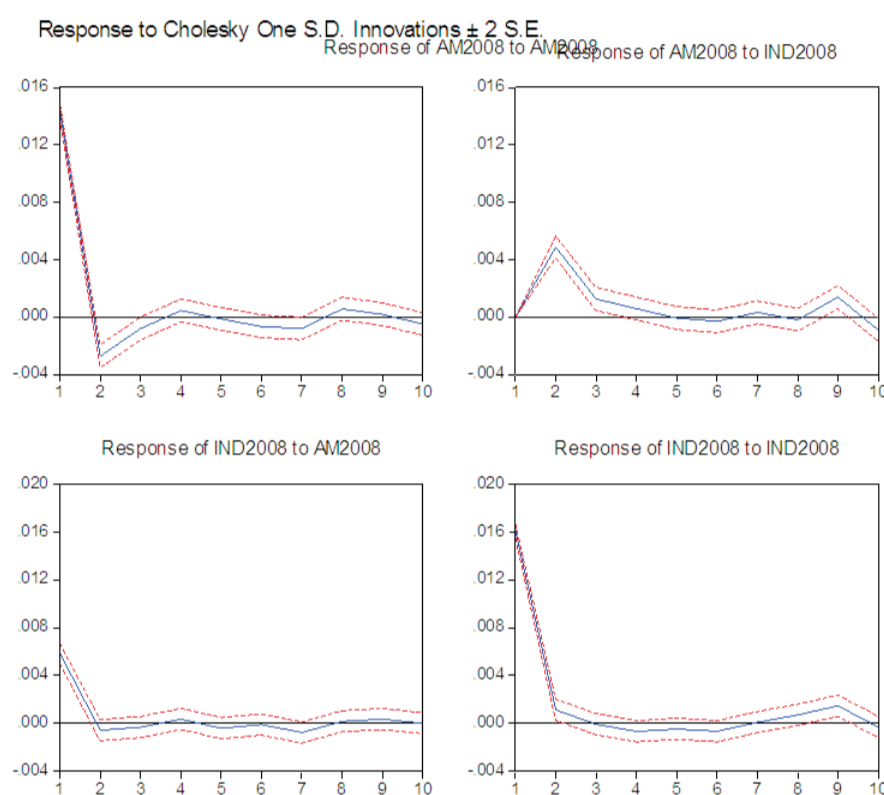 Response to Cholesky One S.D. Innovations ± 2 S.E.
Response of AM2008 to AM2008
Response of AM2008 to IND2008
.016
.012
.008
.004
.000
-.004
1 2 3 4 5 6 7 8 9 10
.016
.012
.008
.004
.000
-.004
1 2 3 4 5 6 7 8 9 10
Response of IND2008 to AM2008
Response of IND2008 to IND2008
.020
.016
.012
.008
.004
.000
-.004
1 2 3 4 5 6 7 8 9 10
.020
.016
.012
.008
.004
.000
-.004
1 2 3 4 5 6 7 8 9 10